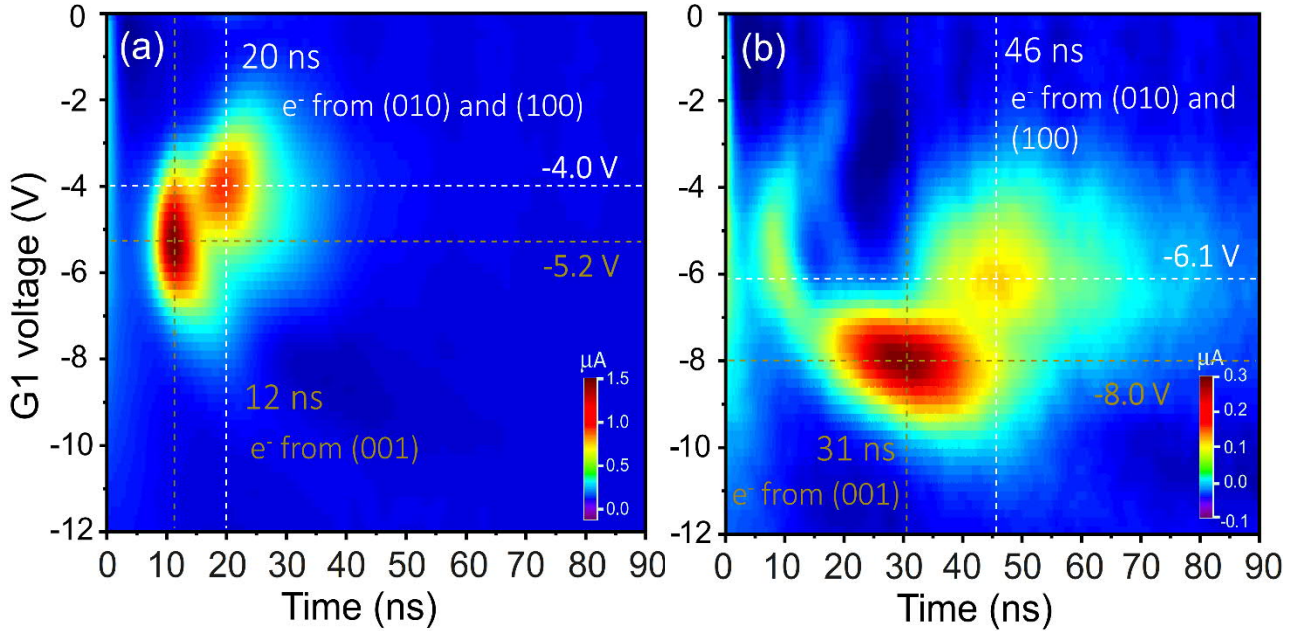 (a)
20 ns
e⁻ from (010) and (100)
-4.0 V
-5.2 V
12 ns
e⁻ from (001)
µA
1.5
1.0
0.5
0.0
G1 voltage (V)
0
-2
-4
-6
-8
-10
-12
0 10 20 30 40 50 60 70 80 90
Time (ns)
(b)
46 ns
e⁻ from (010) and
(100)
-6.1 V
-8.0 V
31 ns
e⁻ from (001)
µA
0.3
0.2
0.1
0.0
-0.1
0
-2
-4
-6
-8
-10
-12
0 10 20 30 40 50 60 70 80 90
Time (ns)